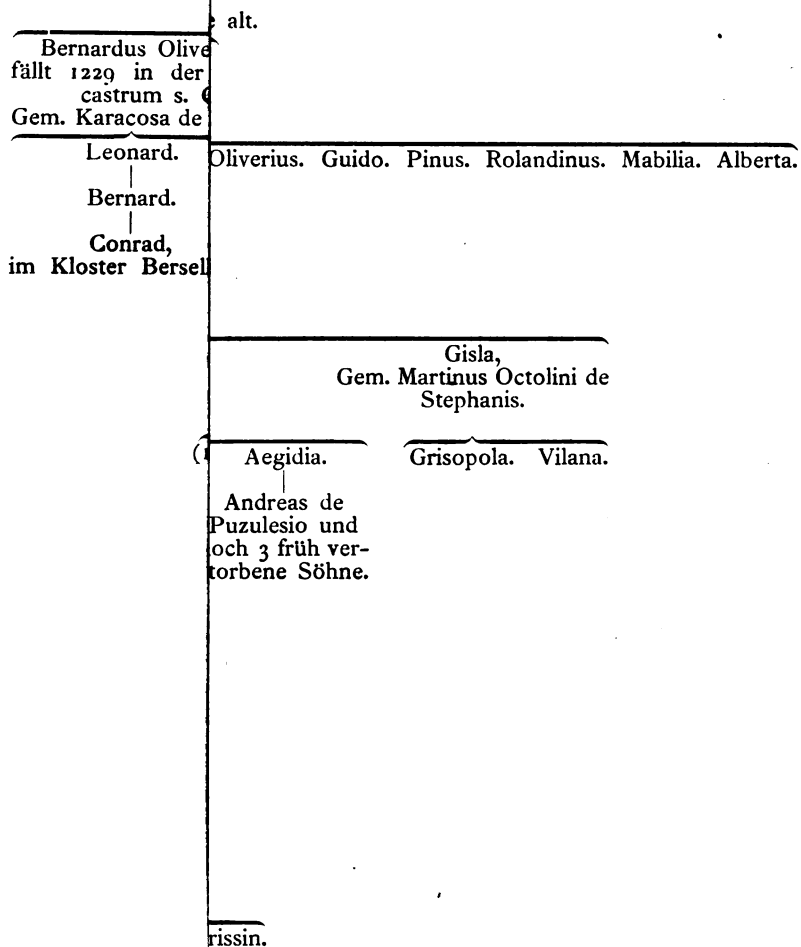 alt.
Bernardus Olive
fällt 1229 in der
castrum s.
Gem. Karacosa de
Leonard.
Oliverius. Guido. Pinus. Rolandinus. Mabilia. Alberta.
Bernard.
Conrad,
im Kloster Bersell
Gisla,
Gem. Martinus Octolini de
Stephanis.
Aegidia.
Grisopola. Vilana.
Andreas de
Puzulesio und
och 3 früh ver-
torbene Söhne.
rissin.